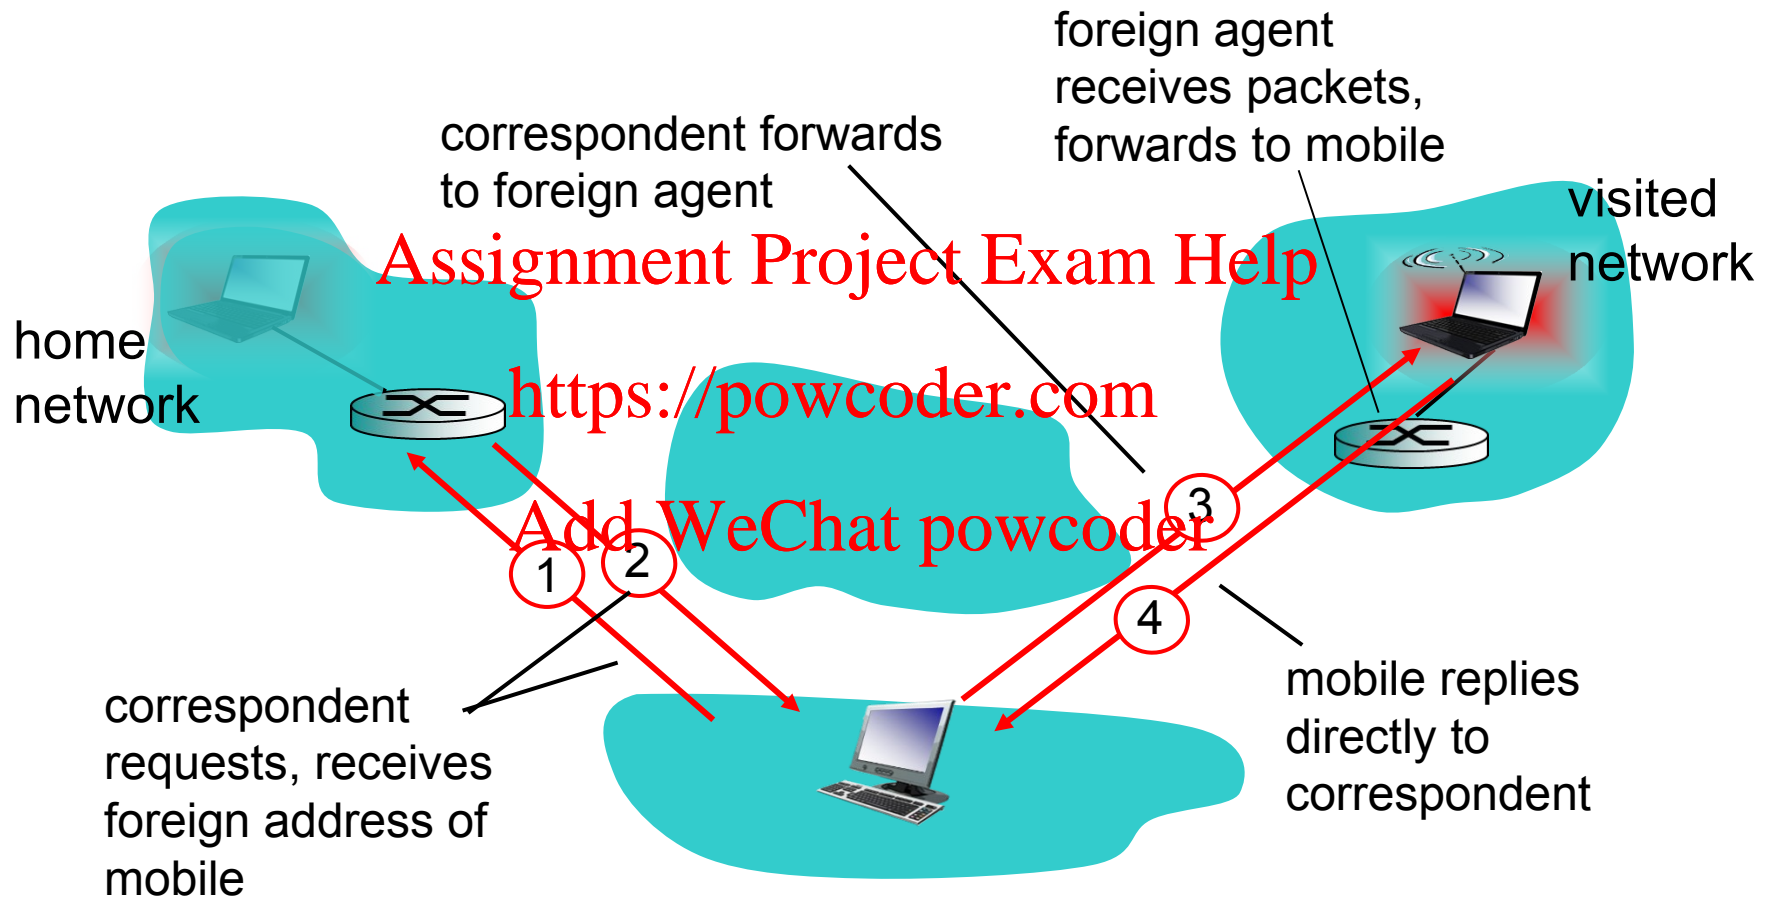 foreign agent
receives packets,
forwards to mobile
correspondent forwards
to foreign agent
visited
network
Assignment Project Exam Help
home
network
https://powcoder.com
Add WeChat powcoder
1
2
3
4
correspondent
requests, receives
foreign address of
mobile
mobile replies
directly to
correspondent